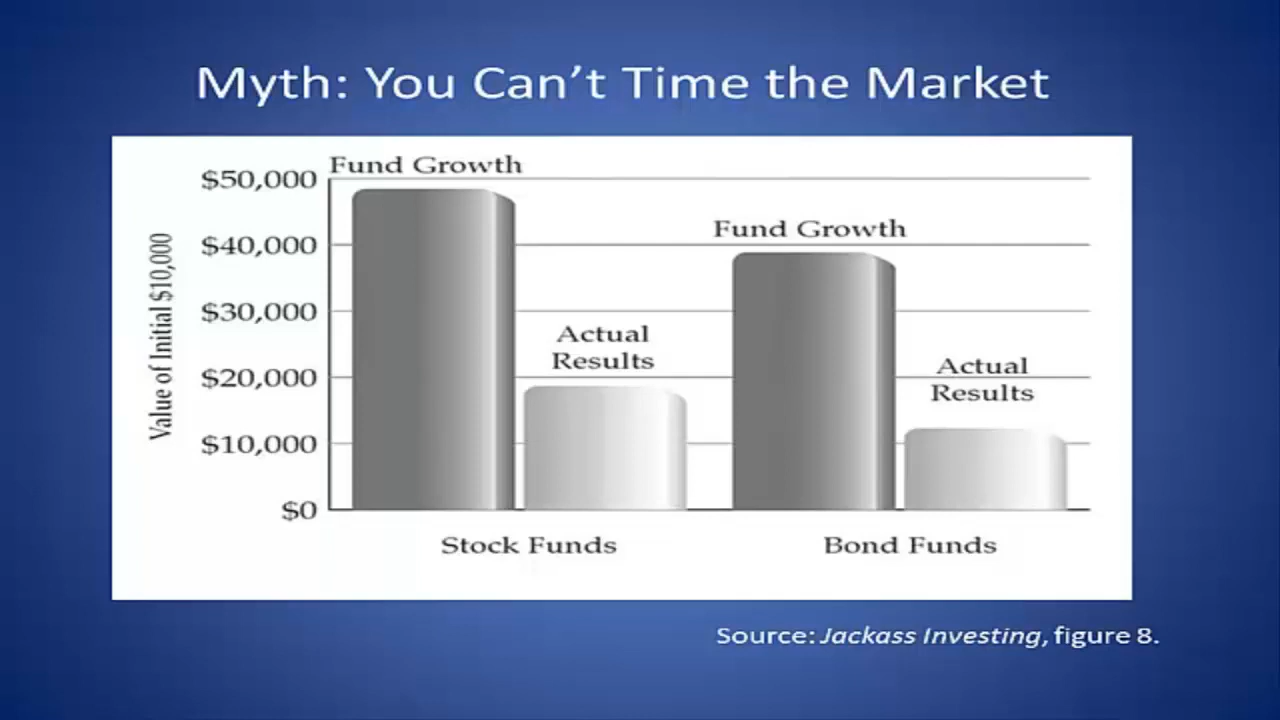 Myth: You Can’t Time the Market
Fund Growth
$50,000
Fund Growth
$40,000
$30,000
Actual
Results
$20,000
Actual
Results
$10,000
$0
Value of Initial $10,000
Stock Funds
Bond Funds
Source: Jackass Investing, figure 8.